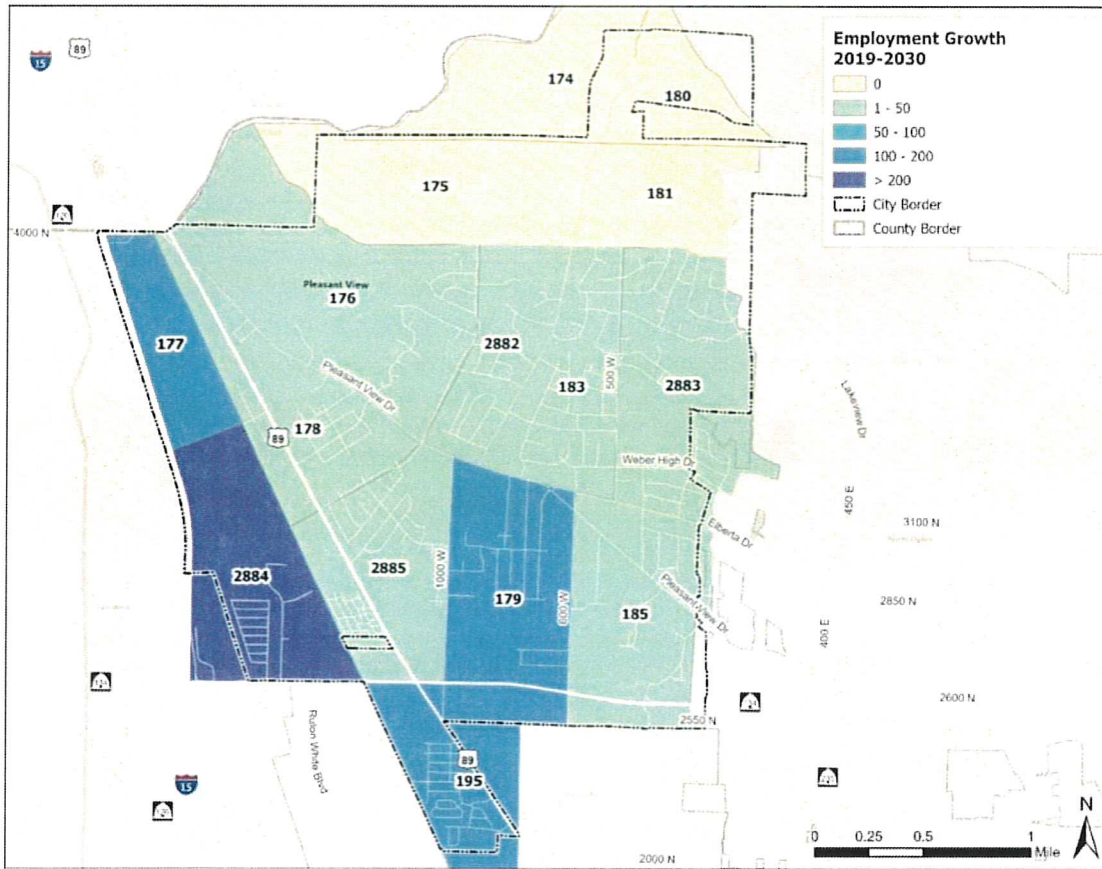 Employment Growth
2019-2030
0
1 - 50
50 - 100
100 - 200
> 200
City Border
County Border
15
89
174
180
175
181
4000 N
Pleasant View
176
177
2882
183
500 W
2883
Pleasant View Dr
178
89
Lakeview Dr
Weber High Dr
450 E
3100 N
Elberta Dr
2884
2885
1000 W
179
600 W
185
Pleasant View Dr
2850 N
400 E
2600 N
2550 N
Rulon White Blvd
89
195
15
2000 N
0 0.25 0.5 1
Mile
N